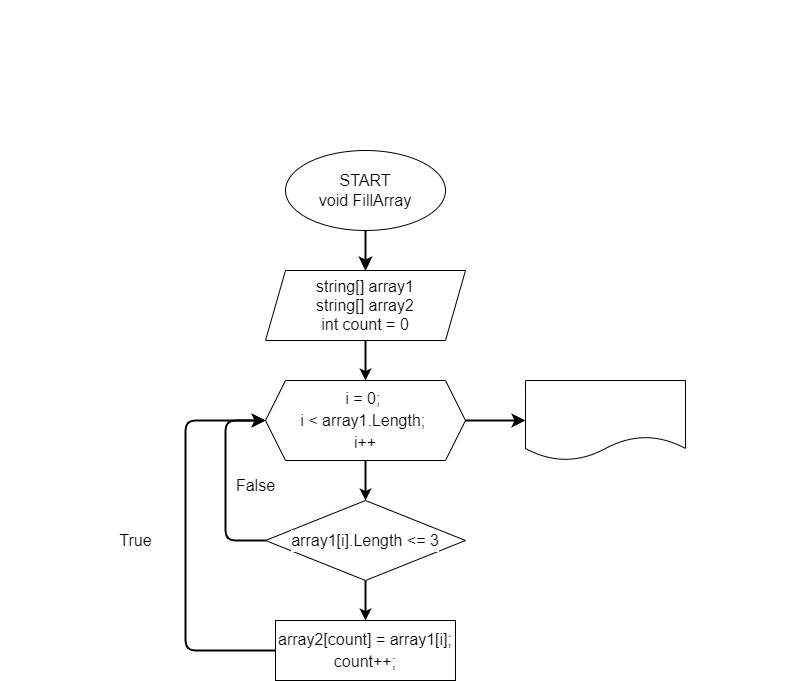 START
void FillArray
string[] array1
string[] array2
int count = 0
i = 0;
i < array1.Length;
i++
False
True
array1[i].Length <= 3
array2[count] = array1[i];
count++;